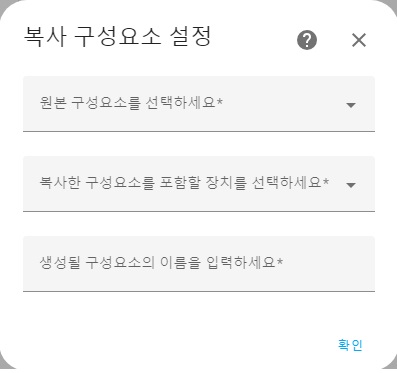 복사 구성요소 설정
원본 구성요소를 선택하세요*
복사한 구성요소를 포함할 장치를 선택하세요*
생성될 구성요소의 이름을 입력하세요*
확인